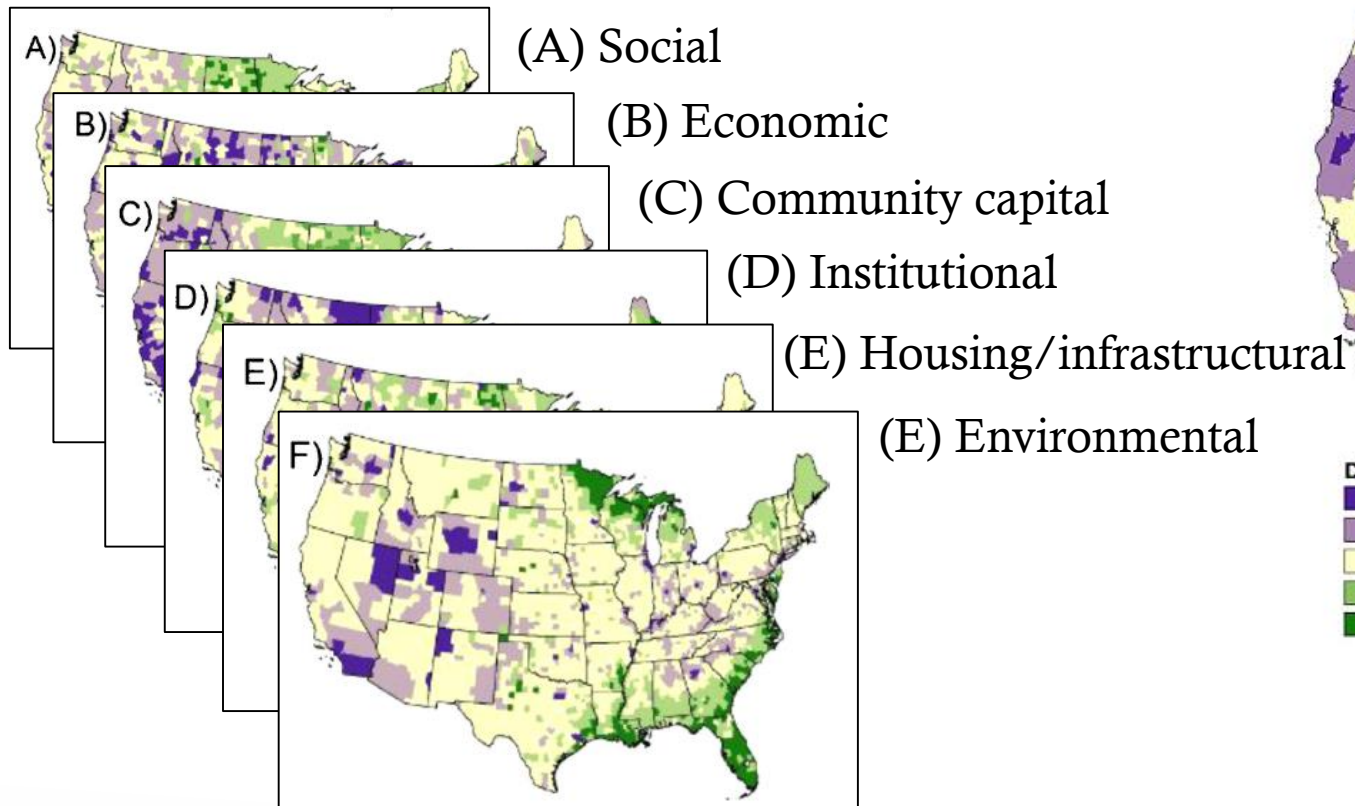 A)
(A) Social
B)
(B) Economic
C)
(C) Community capital
D)
(D) Institutional
E)
(E) Housing/infrastructural
F)
(E) Environmental